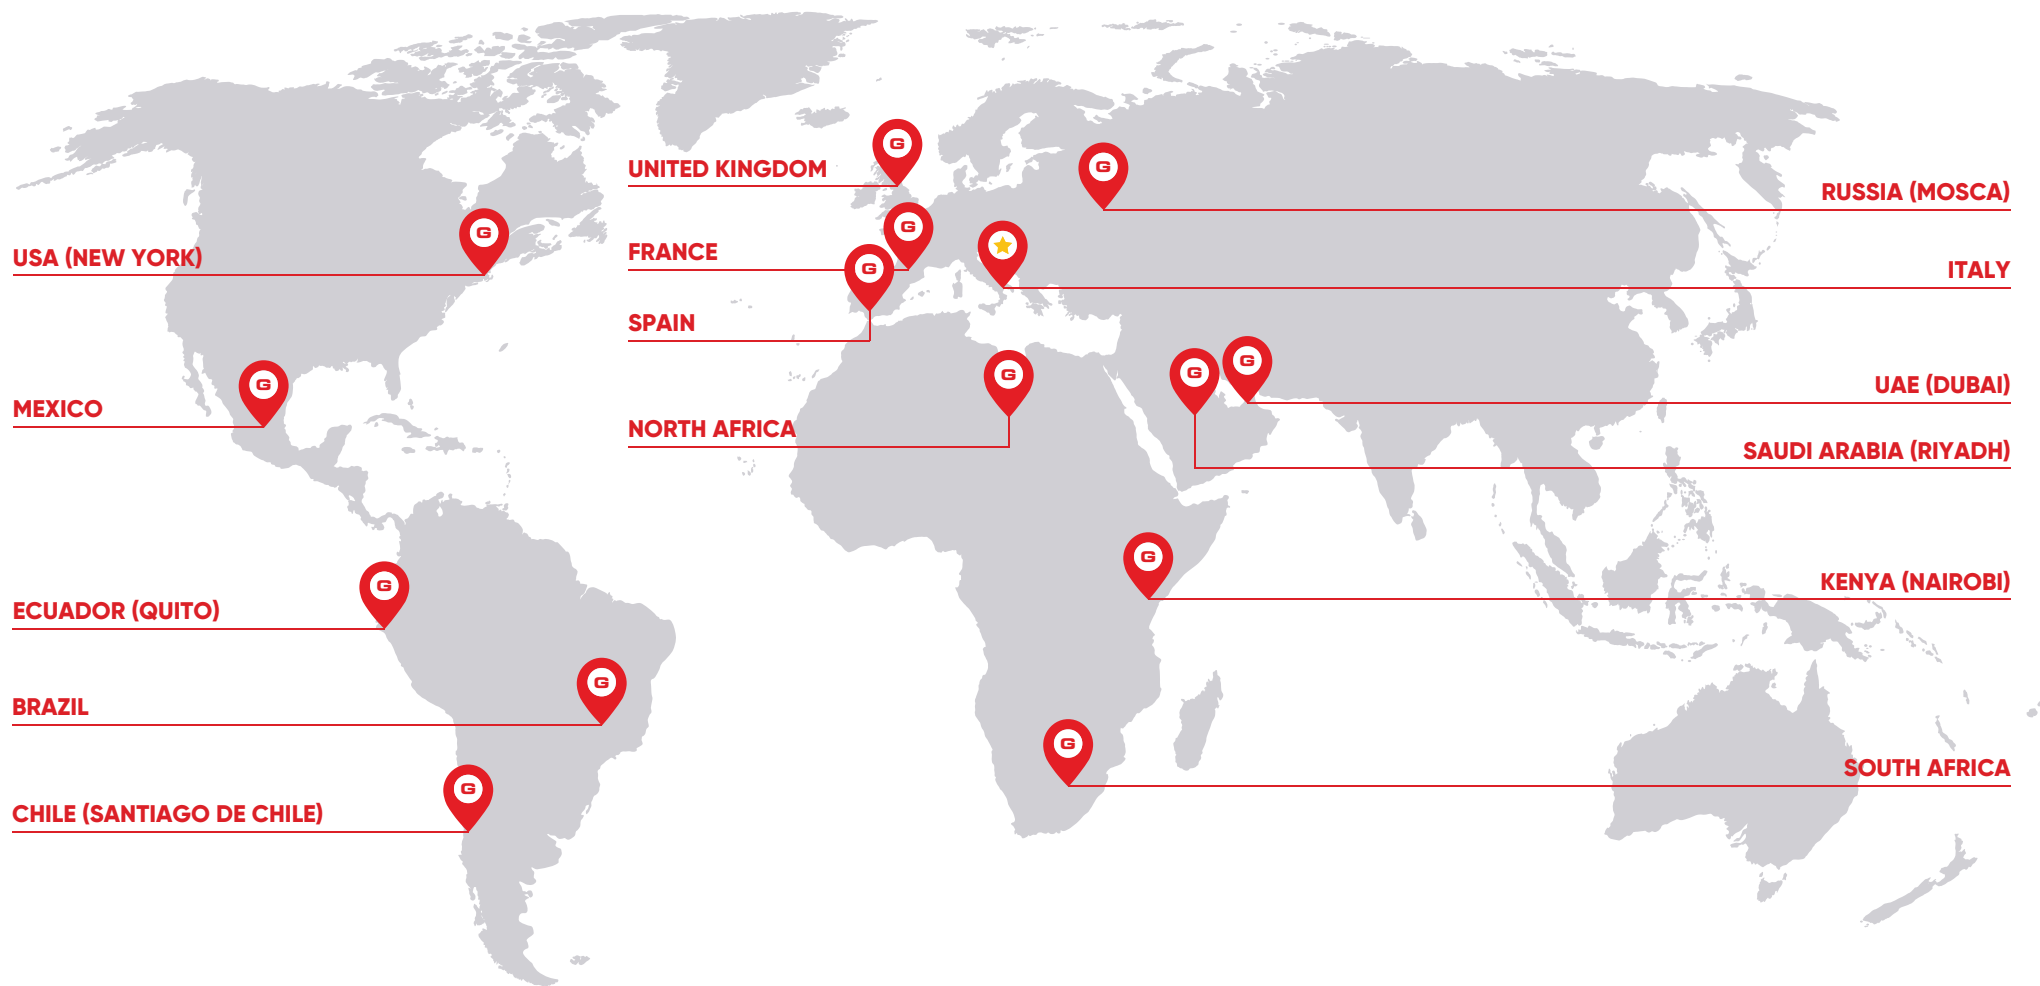 UNITED KINGDOM
RUSSIA (MOSCA)
USA (NEW YORK)
FRANCE
ITALY
SPAIN
MEXICO
NORTH AFRICA
UAE (DUBAI)
SAUDI ARABIA (RIYADH)
ECUADOR (QUITO)
KENYA (NAIROBI)
BRAZIL
SOUTH AFRICA
CHILE (SANTIAGO DE CHILE)
G
G
G
G
G
G
G
G
G
G
G
G
G
G